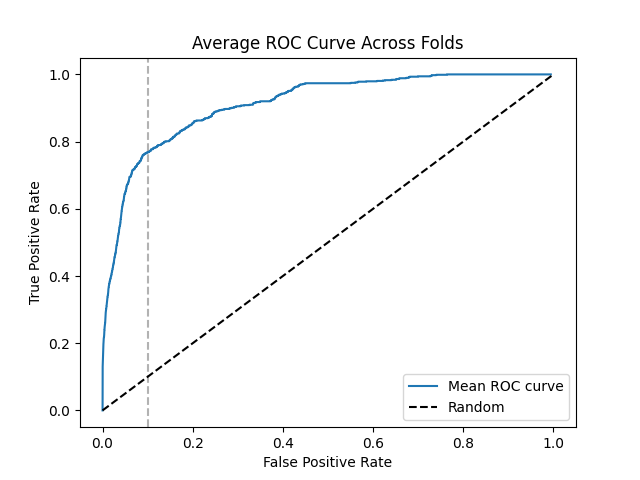 Average ROC Curve Across Folds
True Positive Rate
1.0
0.8
0.6
0.4
0.2
0.0
0.0 0.2 0.4 0.6 0.8 1.0
False Positive Rate
Mean ROC curve
Random